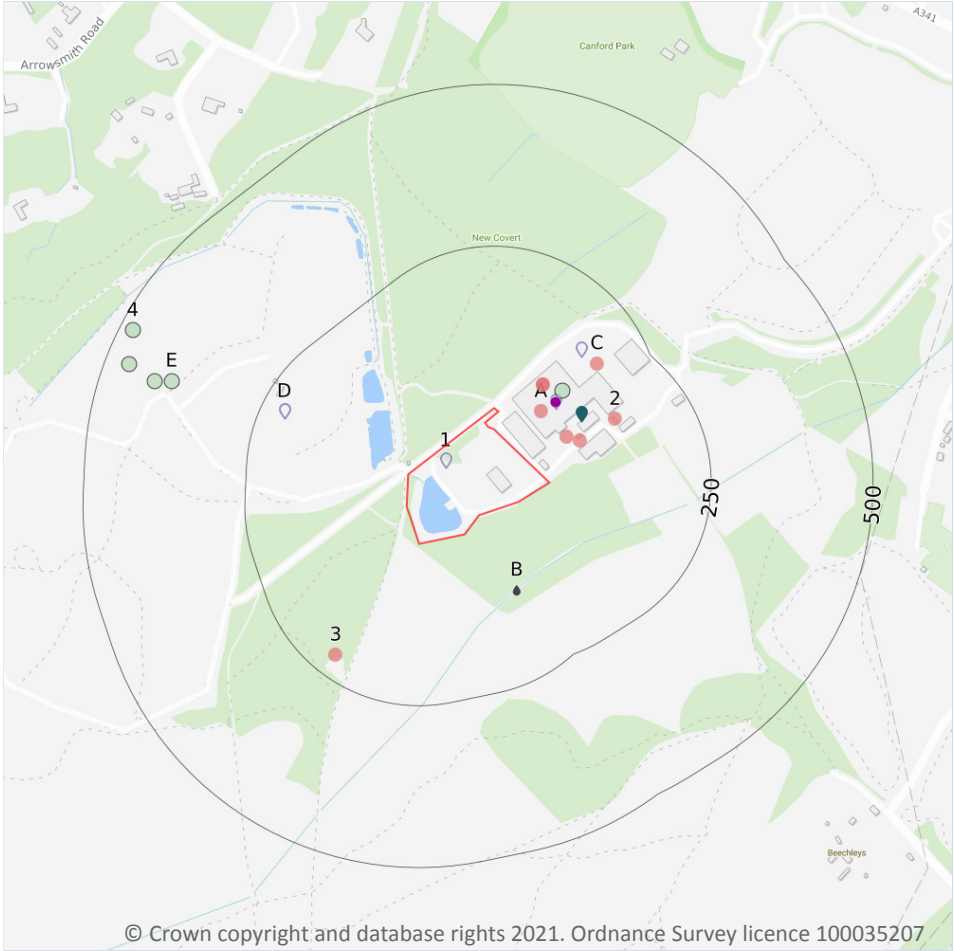 A341
Canford Park
Arrowsmith Road
New Covert
4
C
E
A
2
D
1
250
500
B
3
Beechleys
© Crown copyright and database rights 2021. Ordnance Survey licence 100035207